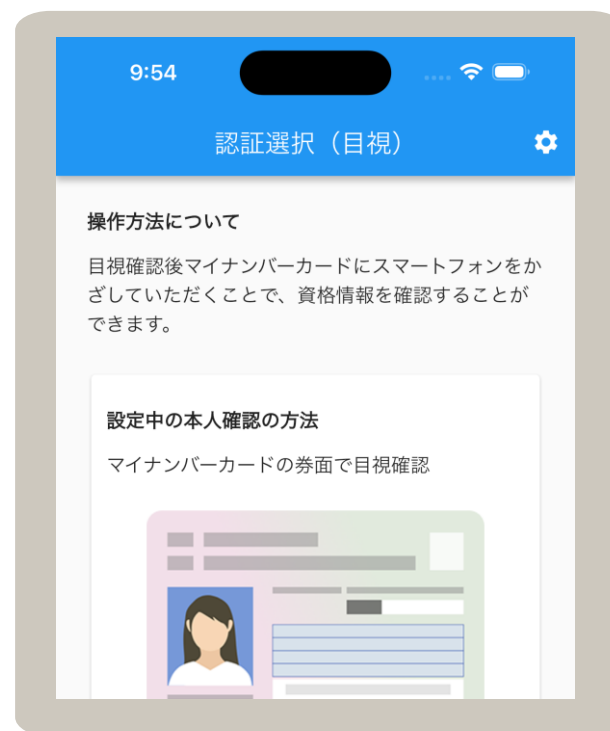 9:54
認証選択（目視）
操作方法について
目視確認後マイナンバーカードにスマートフォンをか
ざしていただくことで、資格情報を確認することが
できます。
設定中の本人確認の方法
マイナンバーカードの券面で目視確認